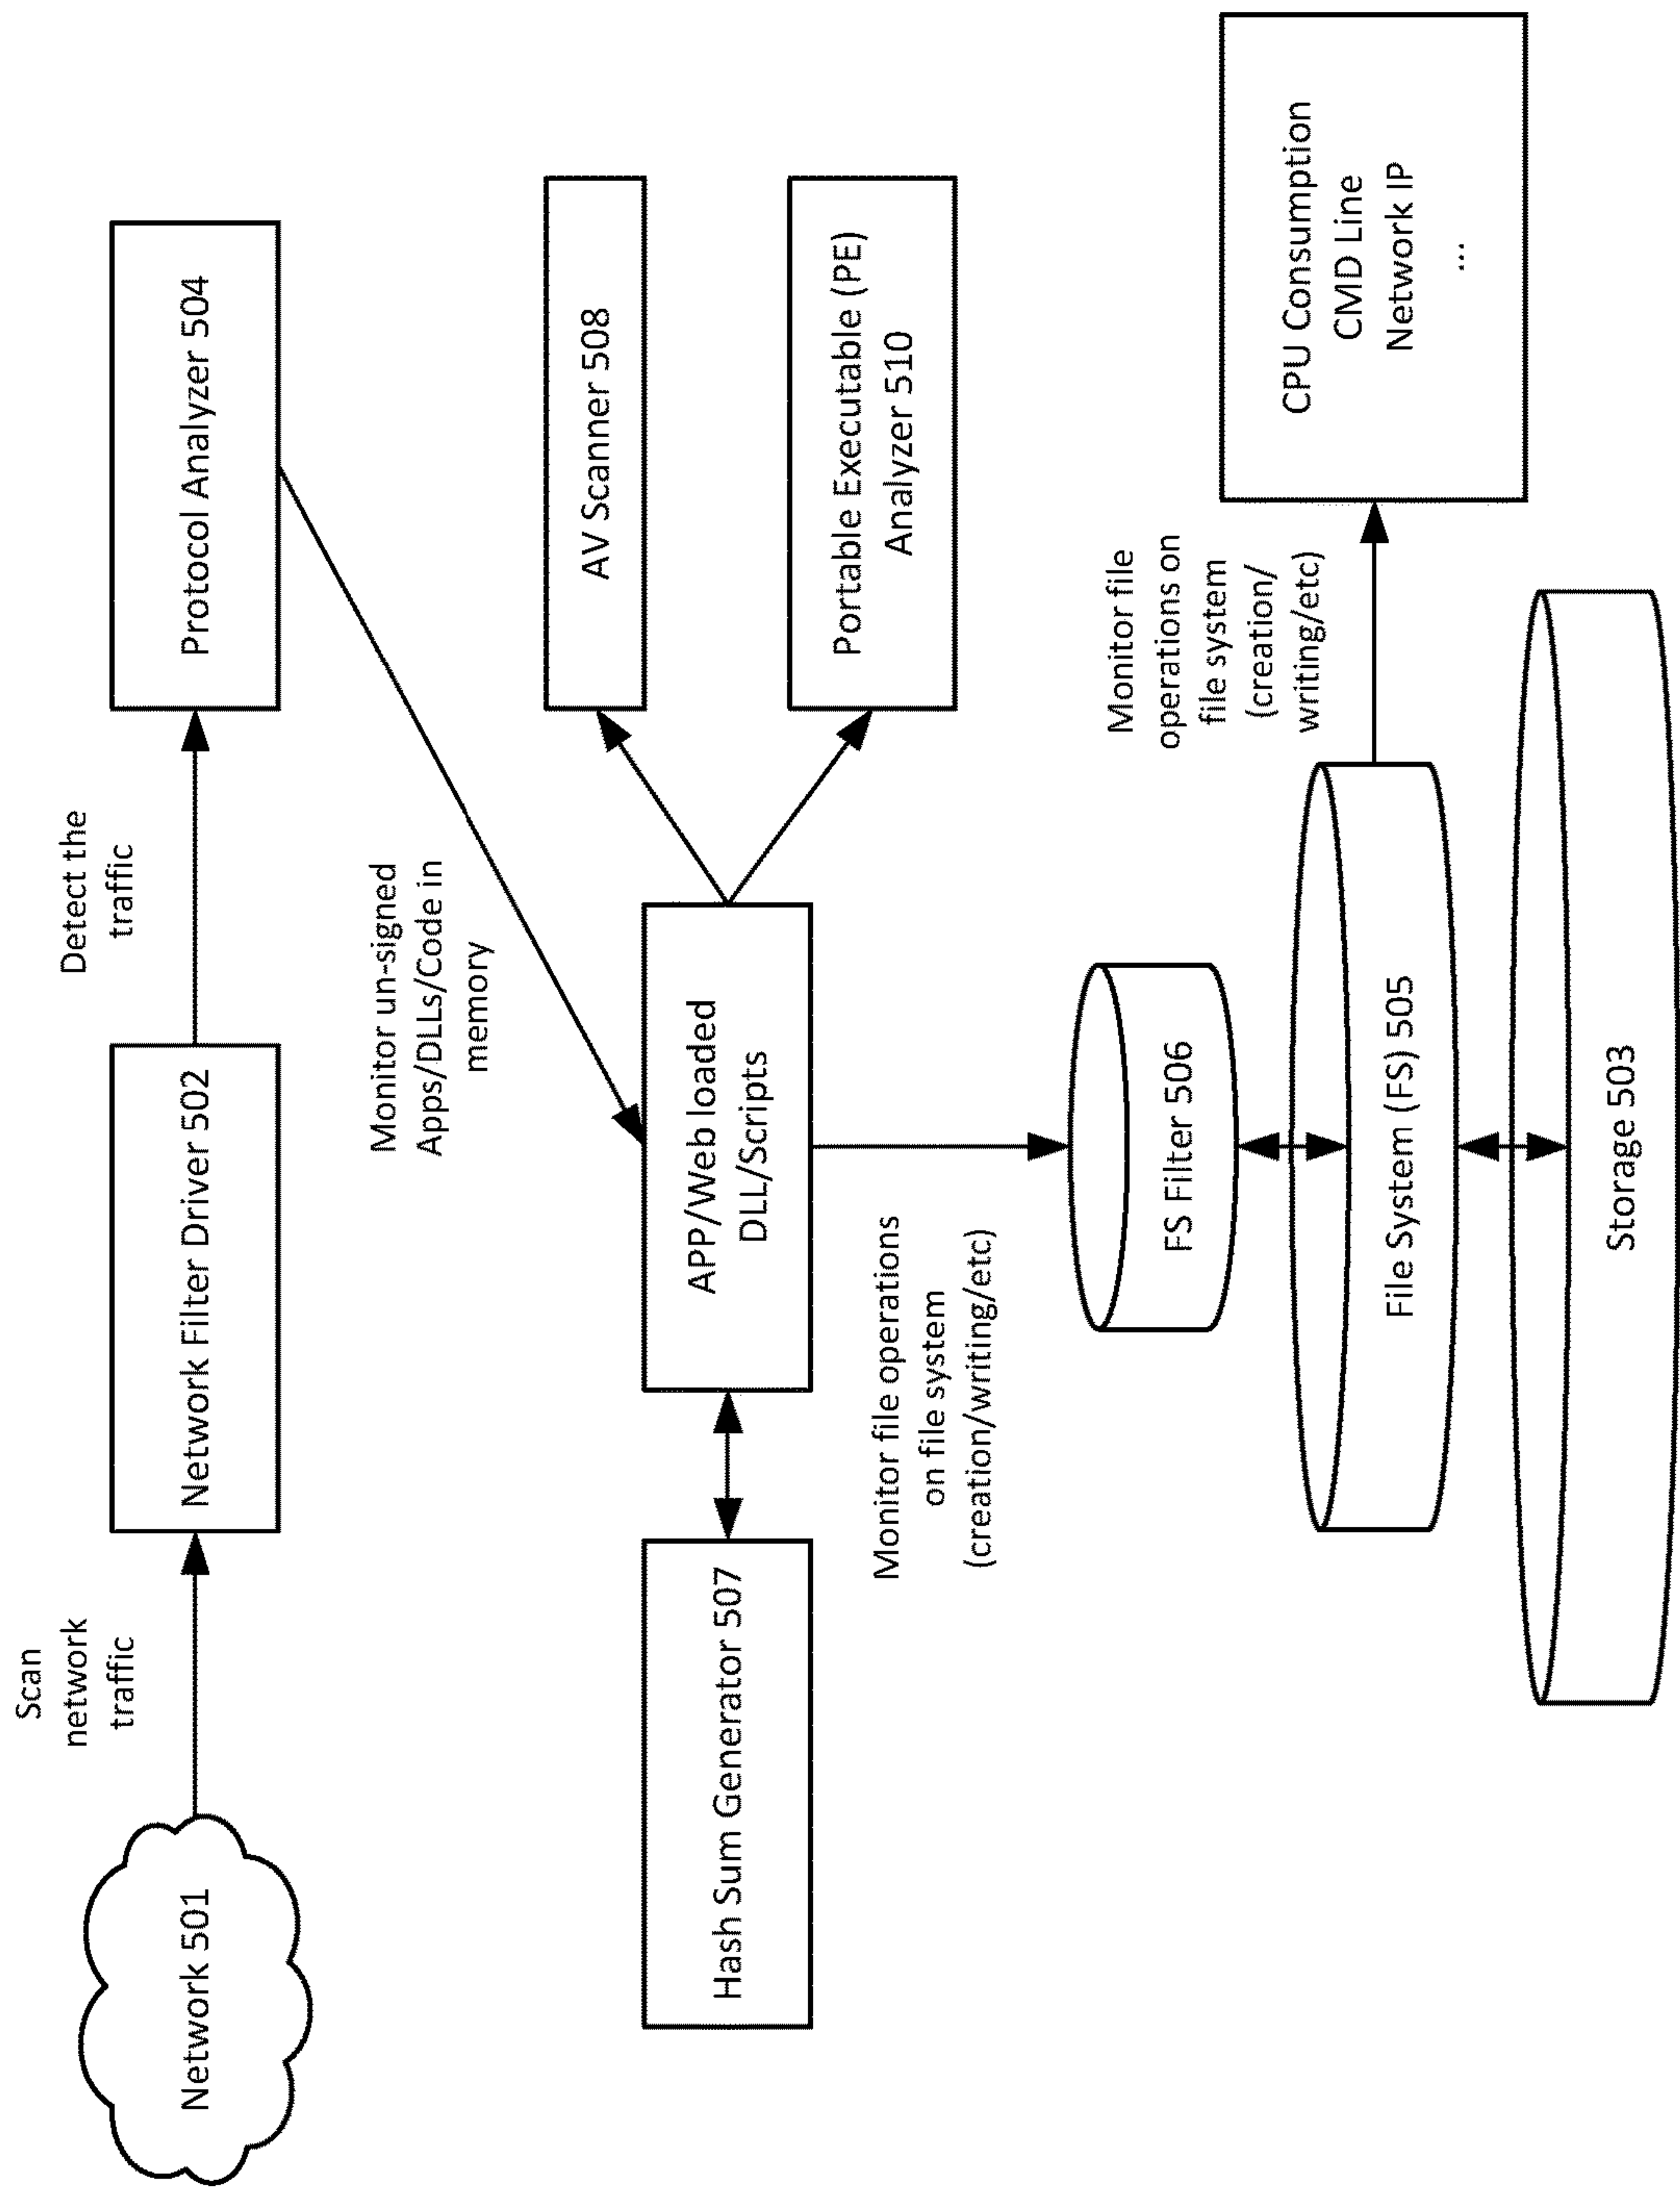 Scan
network
traffic
Detect the
traffic
Network 501
Network Filter Driver 502
Protocol Analyzer 504
Monitor un-signed
Apps/DLLs/Code in
memory
Hash Sum Generator 507
APP/Web loaded
DLL/Scripts
AV Scanner 508
Portable Executable (PE)
Analyzer 510
Monitor file operations
on file system
(creation/writing/etc)
FS Filter 506
Monitor file
operations on
file system
(creation/
writing/etc)
File System (FS) 505
CPU Consumption
CMD Line
Network IP
...
Storage 503